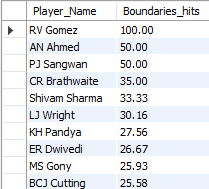 Player_Name Boundaries_hits
RV Gomez 100.00
AN Ahmed 50.00
PJ Sangwan 50.00
CR Brathwaite 35.00
Shivam Sharma 33.33
LJ Wright 30.16
KH Pandya 27.56
ER Dwivedi 26.67
MS Gony 25.93
BCJ Cutting 25.58